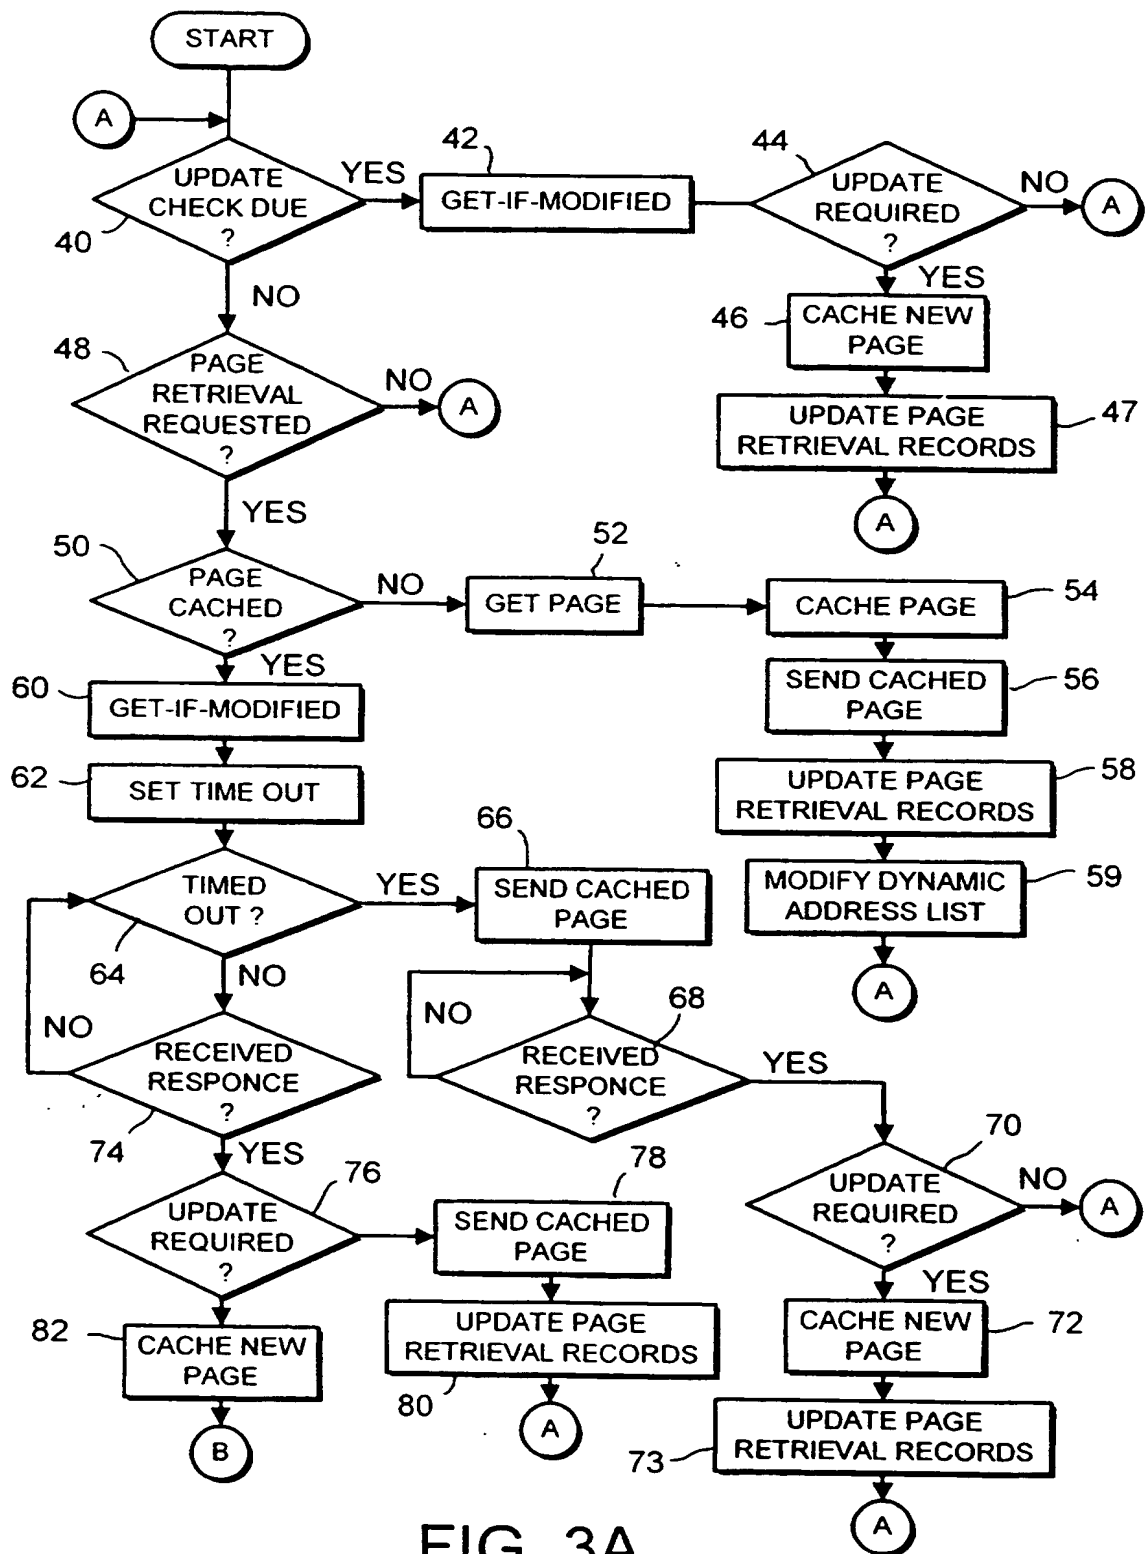 START
A
UPDATE
CHECK DUE
?
40
YES
42
GET-IF-MODIFIED
44
UPDATE
REQUIRED
?
NO
A
YES
46
CACHE NEW
PAGE
47
UPDATE PAGE
RETRIEVAL RECORDS
A
NO
48
PAGE
RETRIEVAL
REQUESTED
?
NO
A
YES
50
PAGE
CACHED
?
NO
52
GET PAGE
CACHE PAGE
54
SEND CACHED
PAGE
56
UPDATE PAGE
RETRIEVAL RECORDS
58
MODIFY DYNAMIC
ADDRESS LIST
59
A
YES
60
GET-IF-MODIFIED
62
SET TIME OUT
TIMED
OUT ?
64
YES
66
SEND CACHED
PAGE
NO
68
RECEIVED
RESPONCE
?
YES
NO
NO
RECEIVED
RESPONCE
?
74
YES
70
UPDATE
REQUIRED
?
NO
A
YES
CACHE NEW
PAGE
72
UPDATE PAGE
RETRIEVAL RECORDS
73
A
76
UPDATE
REQUIRED
?
78
SEND CACHED
PAGE
UPDATE PAGE
RETRIEVAL RECORDS
80
A
82
CACHE NEW
PAGE
B
FIG. 3A